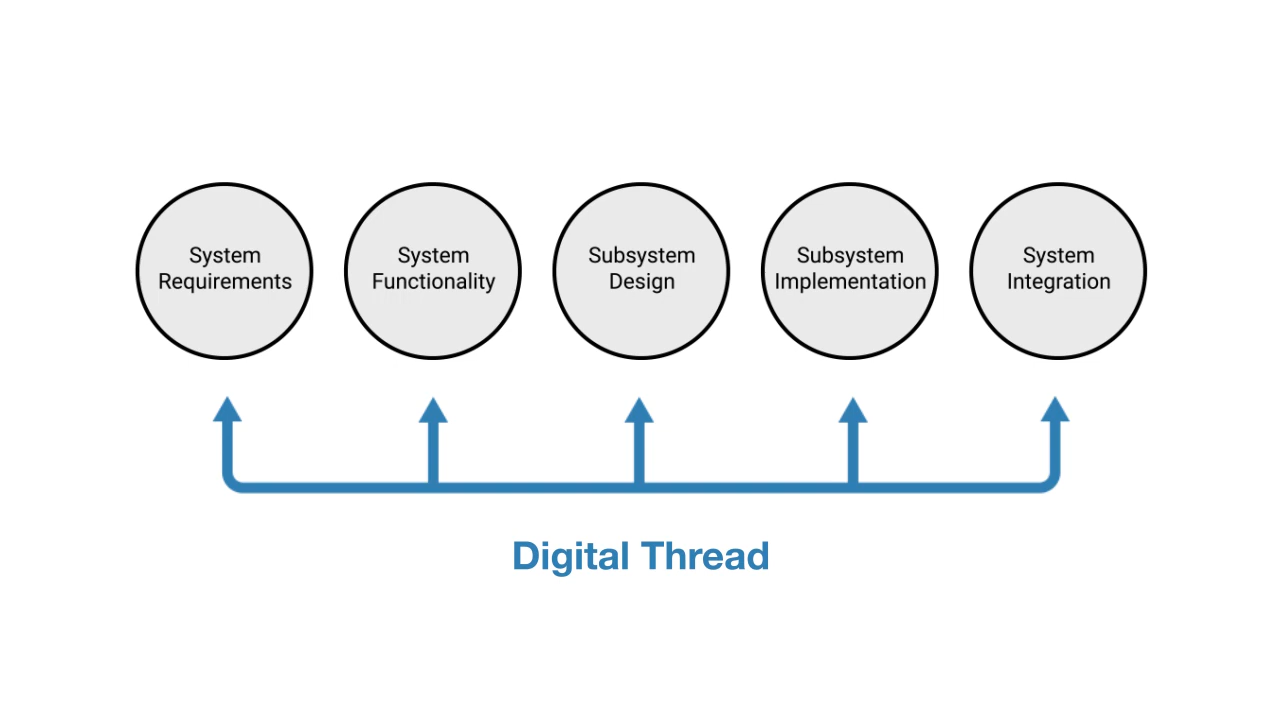 System
Requirements
System
Functionality
Subsystem
Design
Subsystem
Implementation
System
Integration
Digital Thread